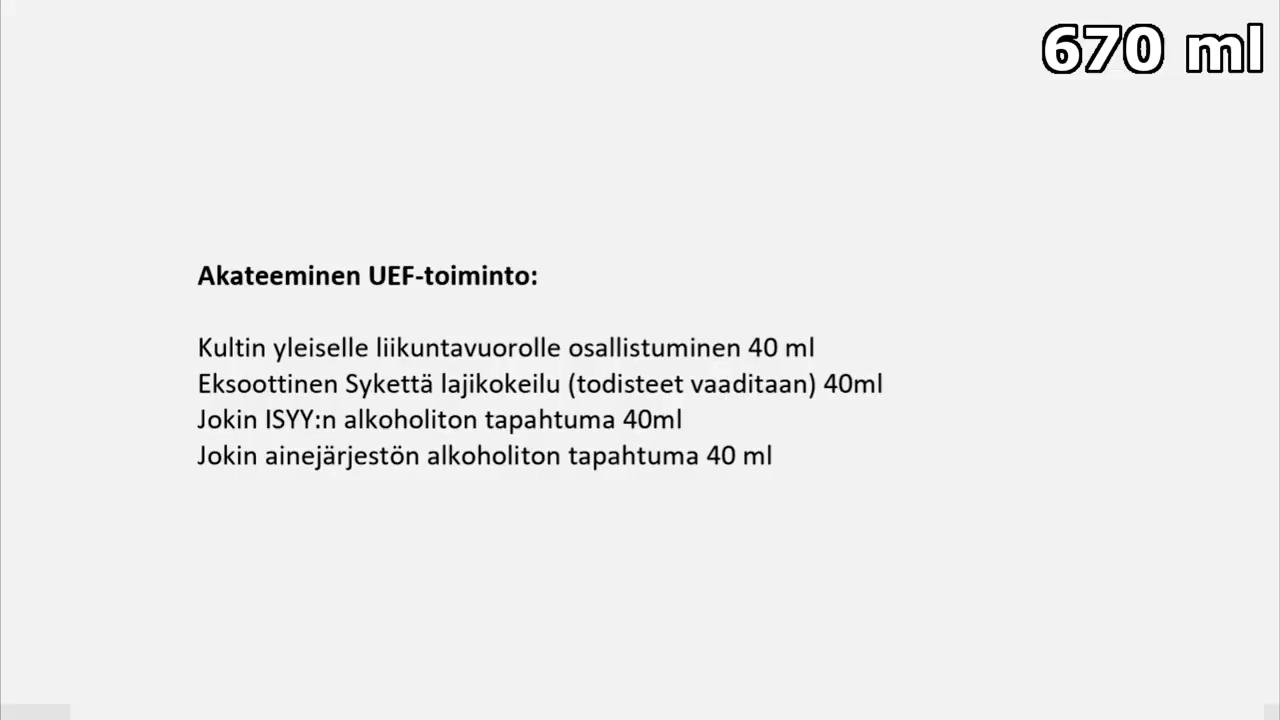 670 ml
Akateeminen UEF-toiminto:
Kultin yleiselle liikuntavuorolle osallistuminen 40 ml
Eksoottinen Sykettä lajikokeilu (todisteet vaaditaan) 40ml
Jokin ISYY:n alkoholiton tapahtuma 40ml
Jokin ainejärjestön alkoholiton tapahtuma 40 ml